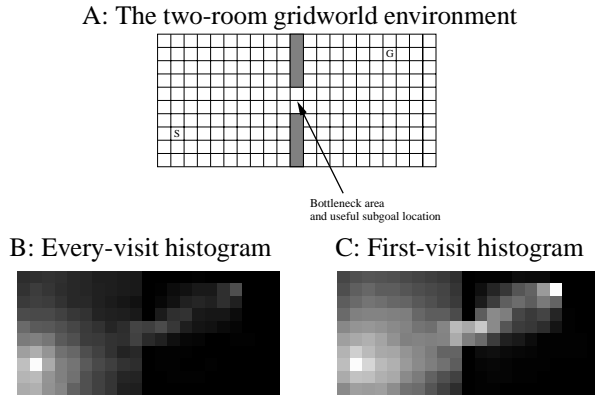 A: The two-room gridworld environment
G
S
Bottleneck area
and useful subgoal location
B: Every-visit histogram
C: First-visit histogram